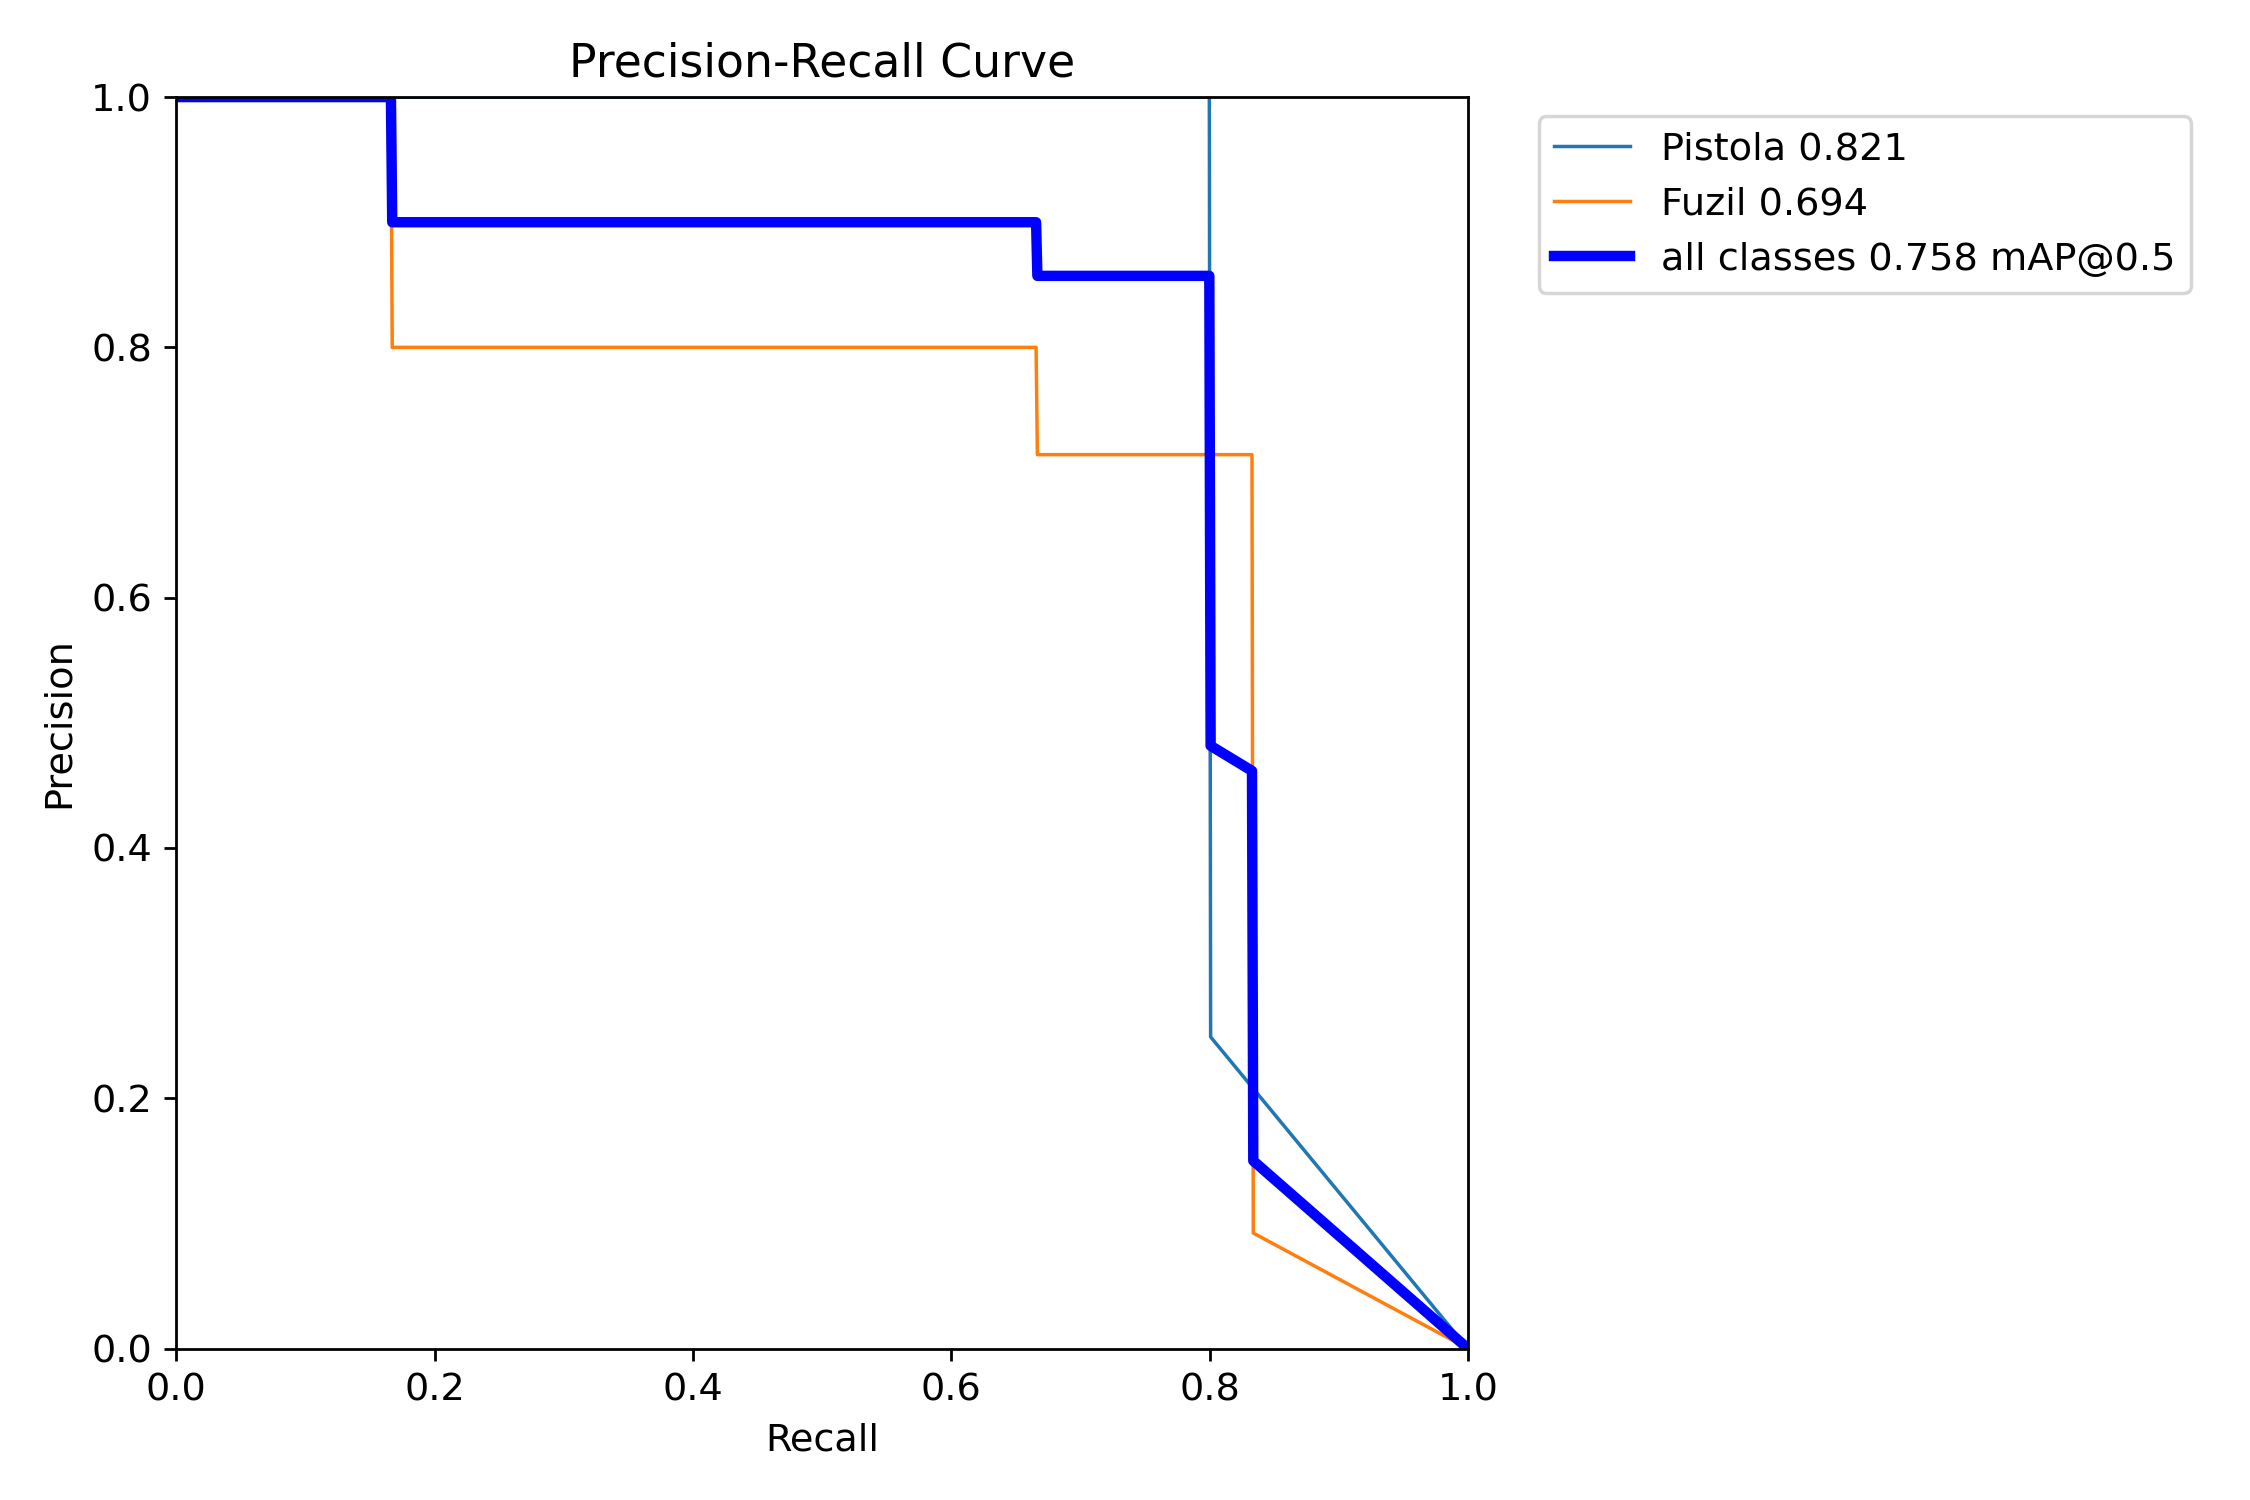 Precision-Recall Curve
1.0
0.8
0.6
0.4
0.2
0.0
Precision
0.0 0.2 0.4 0.6 0.8 1.0
Recall
Pistola 0.821
Fuzil 0.694
all classes 0.758 mAP@0.5